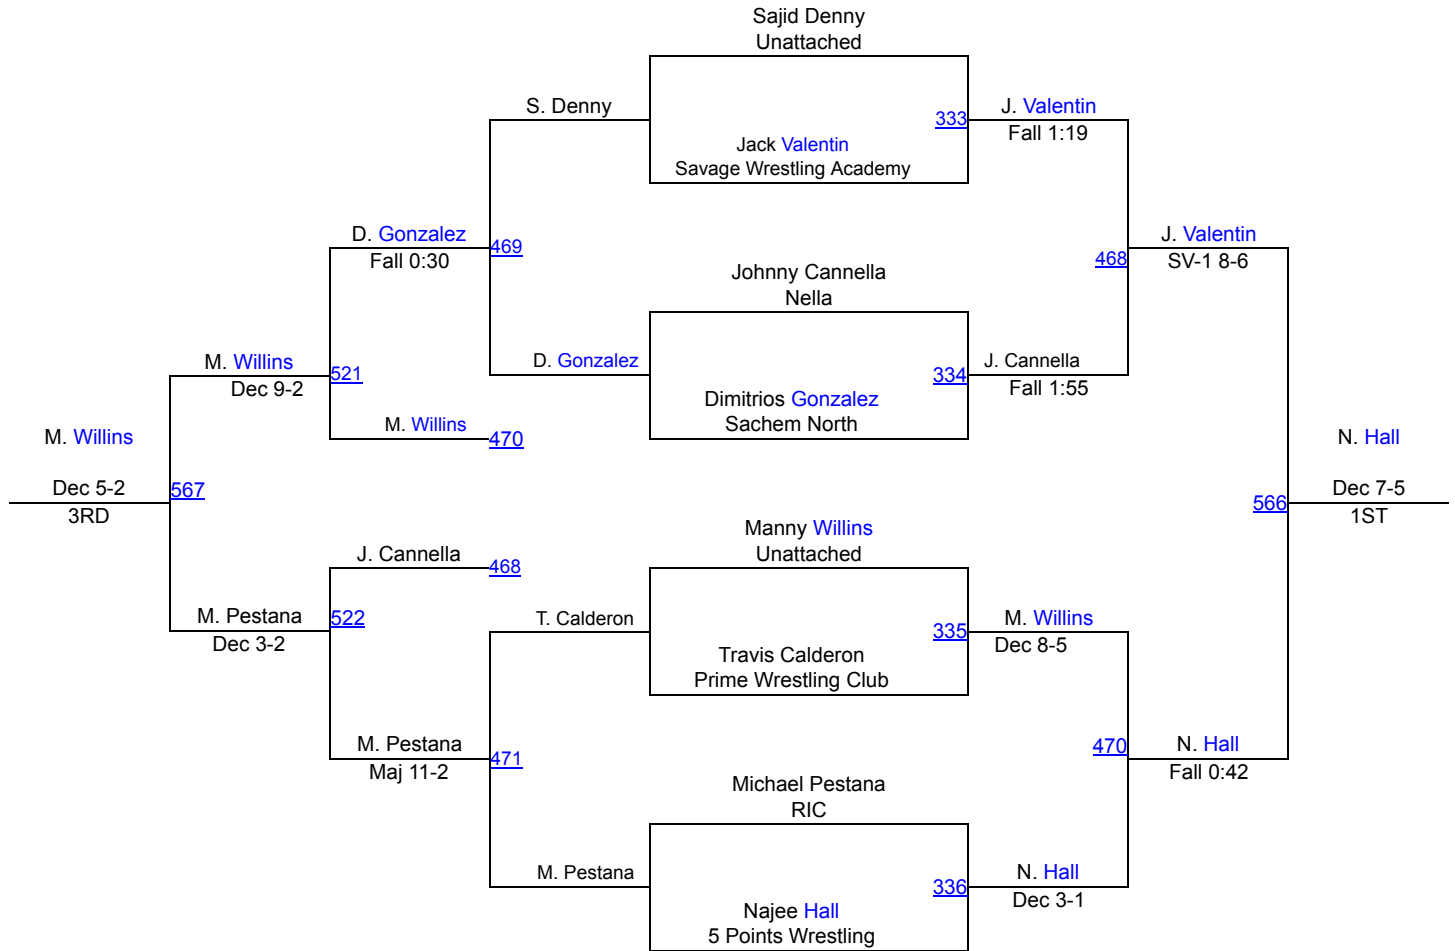 Sajid Denny
Unattached
S. Denny
333
J. Valentin
Fall 1:19
Jack Valentin
Savage Wrestling Academy
D. Gonzalez
469
Fall 0:30
J. Valentin
468
SV-1 8-6
Johnny Cannella
Nella
M. Willins
521
Dec 9-2
D. Gonzalez
334
J. Cannella
Fall 1:55
Dimitrios Gonzalez
Sachem North
M. Willins
470
M. Willins
Dec 5-2
567
3RD
N. Hall
566
Dec 7-5
1ST
Manny Willins
Unattached
J. Cannella
468
M. Pestana
522
Dec 3-2
T. Calderon
335
M. Willins
Dec 8-5
Travis Calderon
Prime Wrestling Club
M. Pestana
471
Maj 11-2
470
N. Hall
Fall 0:42
Michael Pestana
RIC
M. Pestana
336
N. Hall
Dec 3-1
Najee Hall
5 Points Wrestling